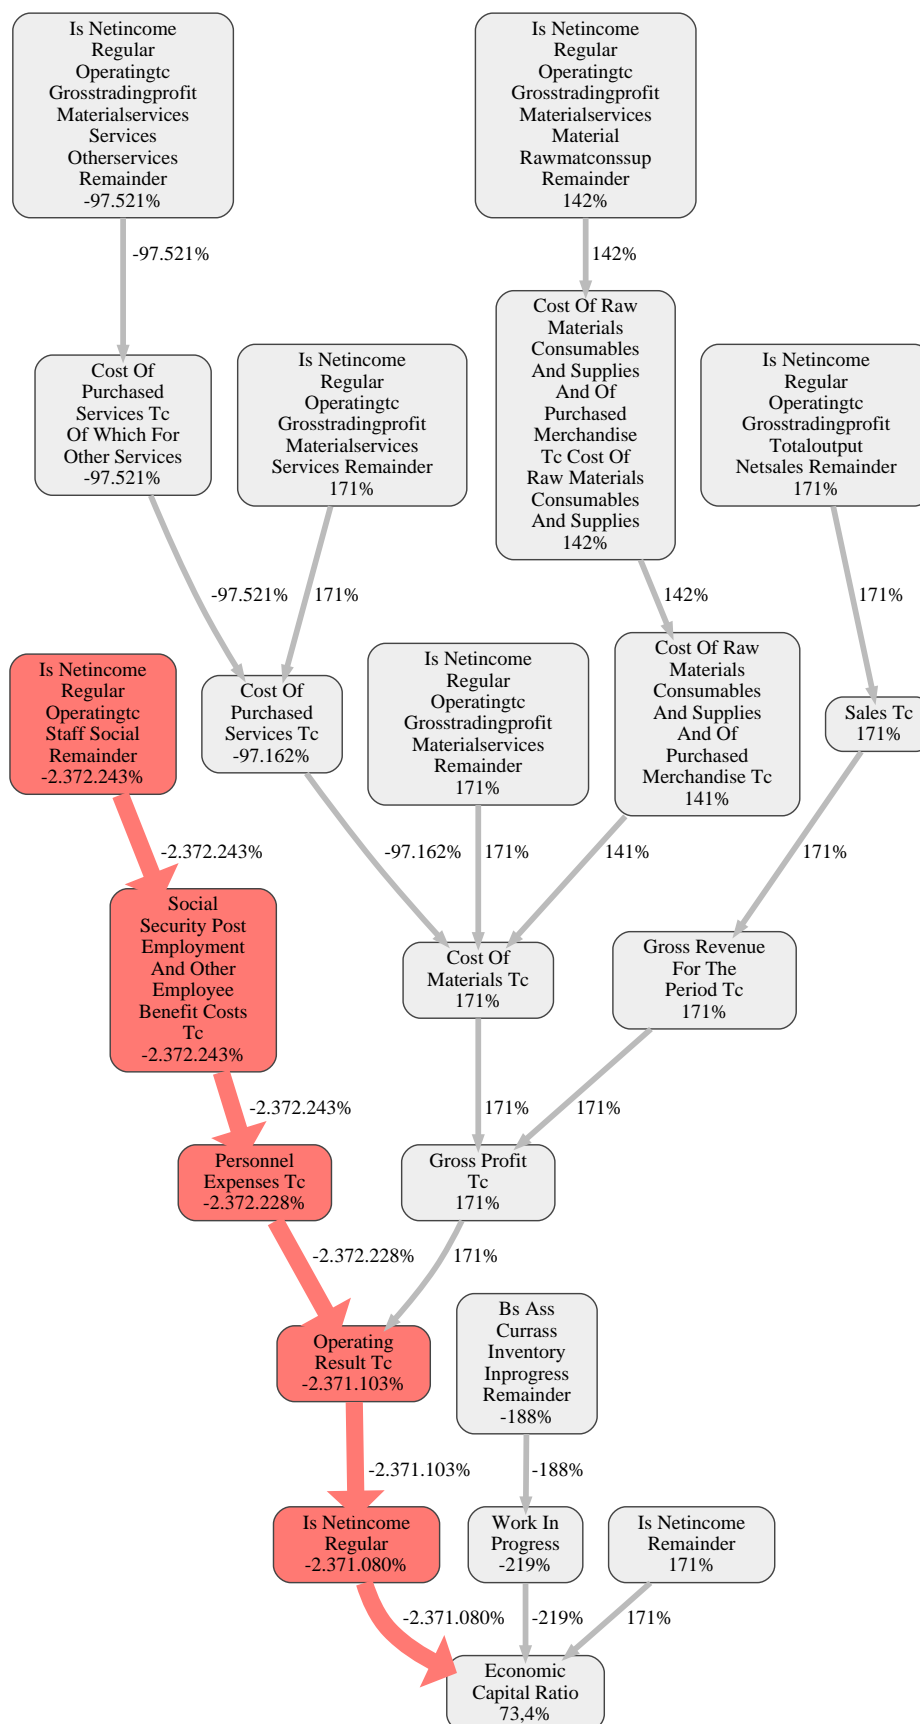 Is Netincome
Regular
Operatingtc
Grosstradingprofit
Materialservices
Services
Otherservices
Remainder
-97.521%
Is Netincome
Regular
Operatingtc
Grosstradingprofit
Materialservices
Material
Rawmatconssup
Remainder
142%
-97.521%
142%
Cost Of
Purchased
Services Tc
Of Which For
Other Services
-97.521%
Is Netincome
Regular
Operatingtc
Grosstradingprofit
Materialservices
Services Remainder
171%
Cost Of Raw
Materials
Consumables
And Supplies
And Of
Purchased
Merchandise
Tc Cost Of
Raw Materials
Consumables
And Supplies
142%
Is Netincome
Regular
Operatingtc
Grosstradingprofit
Totaloutput
Netsales Remainder
171%
-97.521%
171%
142%
171%
Is Netincome
Regular
Operatingtc
Staff Social
Remainder
-2.372.243%
Cost Of
Purchased
Services Tc
-97.162%
Is Netincome
Regular
Operatingtc
Grosstradingprofit
Materialservices
Remainder
171%
Cost Of Raw
Materials
Consumables
And Supplies
And Of
Purchased
Merchandise Tc
141%
Sales Tc
171%
-2.372.243%
-97.162%
171%
141%
171%
Social
Security Post
Employment
And Other
Employee
Benefit Costs
Tc
-2.372.243%
Cost Of
Materials Tc
171%
Gross Revenue
For The
Period Tc
171%
-2.372.243%
171%
171%
Personnel
Expenses Tc
-2.372.228%
Gross Profit
Tc
171%
-2.372.228%
171%
Operating
Result Tc
-2.371.103%
Bs Ass
Currass
Inventory
Inprogress
Remainder
-188%
-2.371.103%
-188%
Is Netincome
Regular
-2.371.080%
Work In
Progress
-219%
Is Netincome
Remainder
171%
-2.371.080%
-219%
171%
Economic
Capital Ratio
73,4%